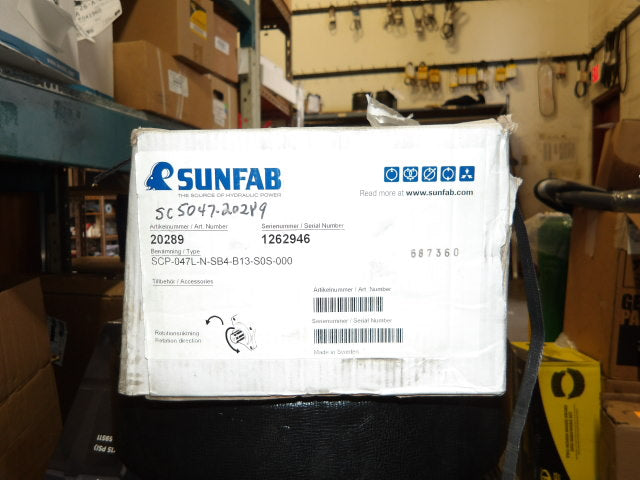 SUNFAB
THE SOURCE OF HYDRAULIC POWER
Read more at www.sunfab.com
SC5047-20289
Artikelnummer / Art. Number Serienummer / Serial Number
20289 1262946
687360
Benämning / Type
SCP-047L-N-SB4-B13-S0S-000
Tillbehör / Accessories
Artikelnummer / Art. Number
Serienummer / Serial Number
Rotationsriktning
Rotation direction
Made in Sweden